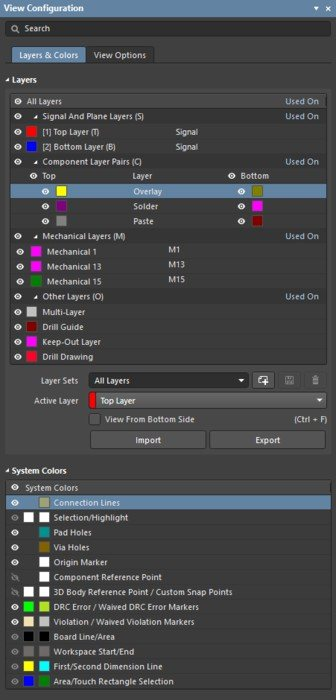 View Configuration
Search
Layers & Colors View Options
Layers
All Layers Used On
Signal And Plane Layers (S) Used On
[1] Top Layer (T) Signal
[2] Bottom Layer (B) Signal
Component Layer Pairs (C) Used On
Top Layer Bottom
Overlay
Solder
Paste
Mechanical Layers (M) Used On
Mechanical 1 M1
Mechanical 13 M13
Mechanical 15 M15
Other Layers (O) Used On
Multi-Layer
Drill Guide
Keep-Out Layer
Drill Drawing
Layer Sets All Layers
Active Layer Top Layer
View From Bottom Side (Ctrl + F)
Import Export
System Colors
System Colors
Connection Lines
Selection/Highlight
Pad Holes
Via Holes
Origin Marker
Component Reference Point
3D Body Reference Point / Custom Snap Points
DRC Error / Waived DRC Error Markers
Violation / Waived Violation Markers
Board Line/Area
Workspace Start/End
First/Second Dimension Line
Area/Touch Rectangle Selection